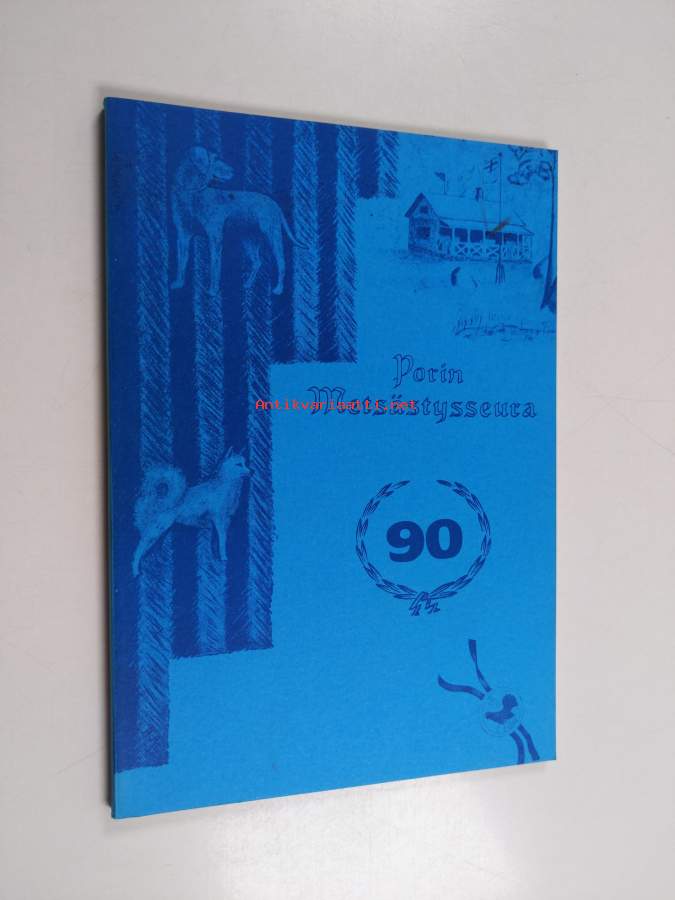 Porin
Metsästysseura
Antikvariaatti.net
90